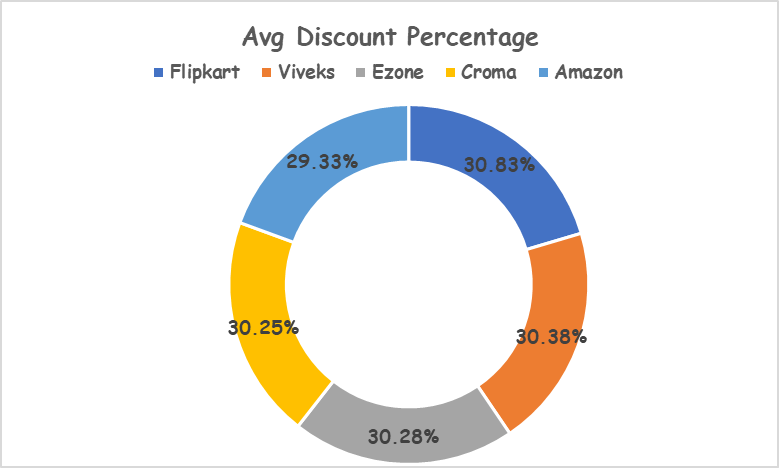 Avg Discount Percentage
Flipkart Viveks Ezone Croma Amazon
29.33% 30.83%
30.25% 30.38%
30.28%